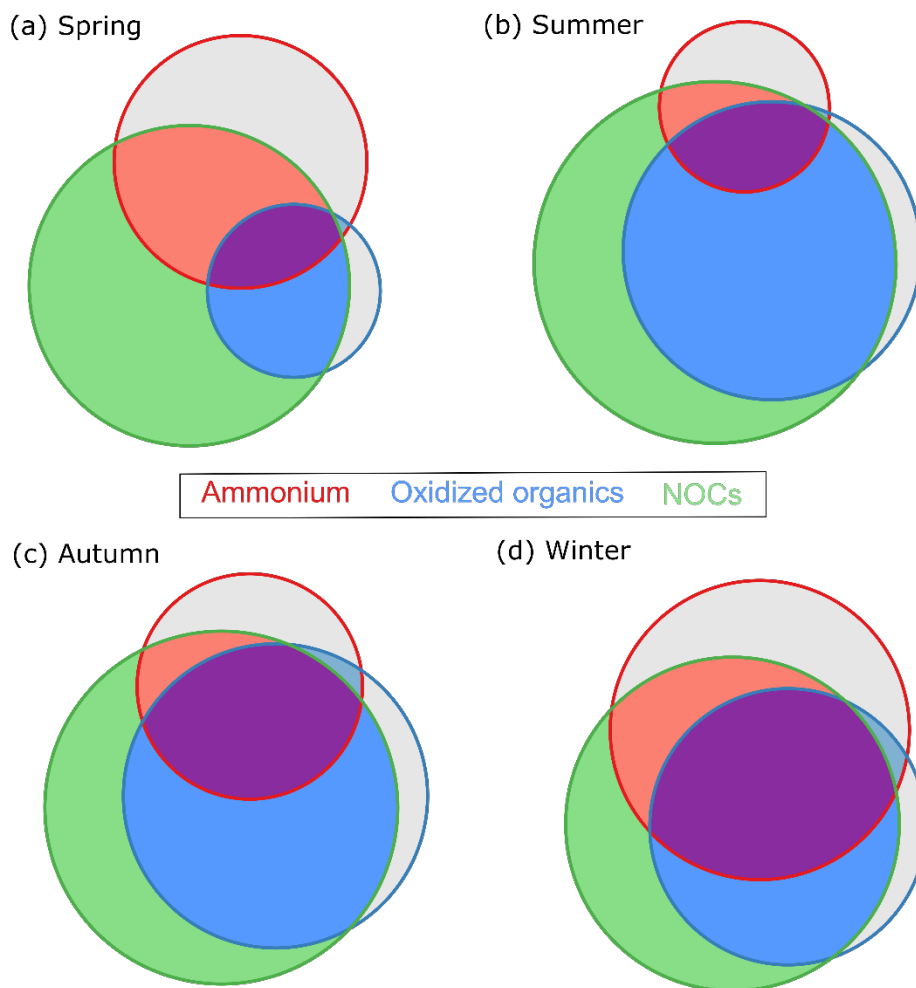 (a) Spring
(b) Summer
Ammonium Oxidized organics NOCs
(c) Autumn
(d) Winter